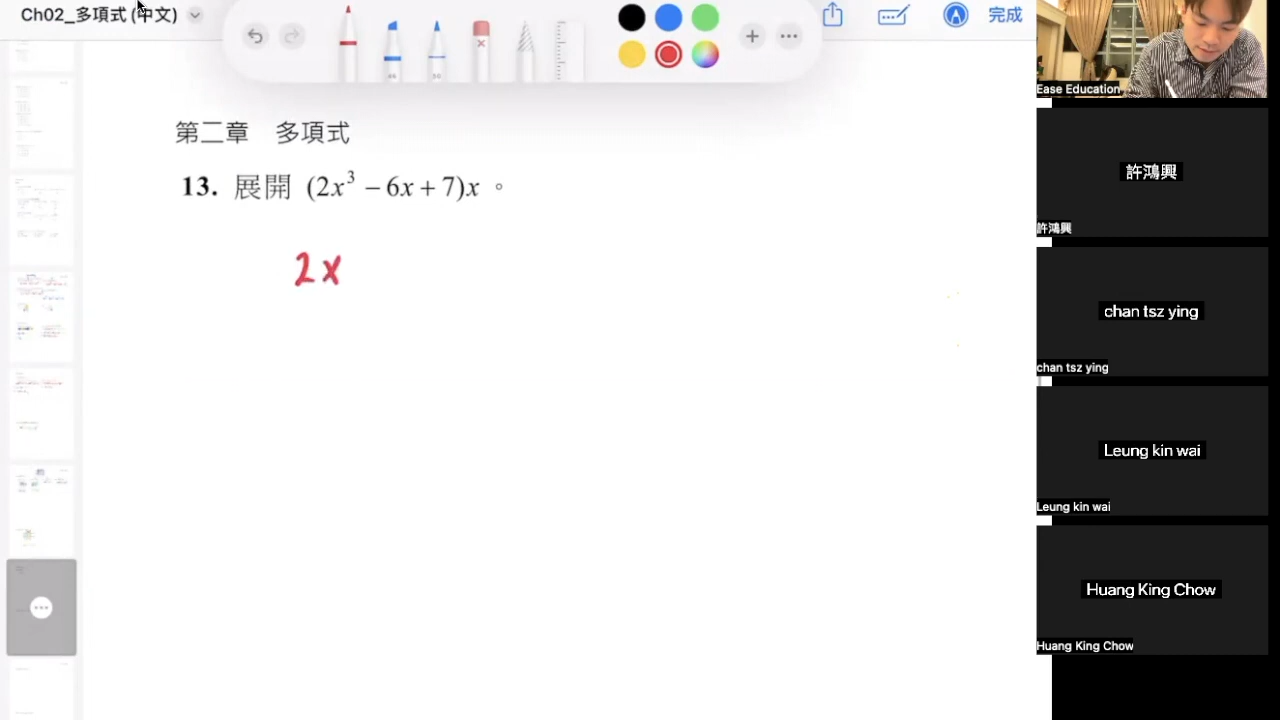 Ch02_多項式 (中文)
完成
第二章 多項式
13. 展開 (2x³ − 6x + 7)x 。
2x
Ease Education
許鴻興
許鴻興
chan tsz ying
chan tsz ying
Leung kin wai
Leung kin wai
Huang King Chow
Huang King Chow